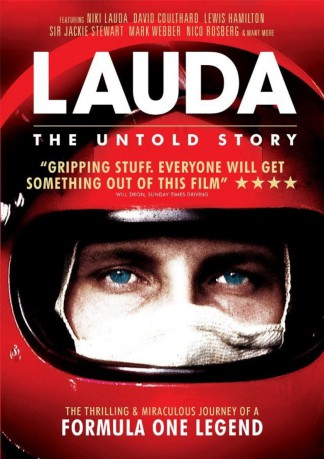 FEATURING NIKI LAUDA DAVID COULTHARD LEWIS HAMILTON
SIR JACKIE STEWART MARK WEBBER NICO ROSBERG & MANY MORE
LAUDA
THE UNTOLD STORY
“GRIPPING STUFF. EVERYONE WILL GET
SOMETHING OUT OF THIS FILM” ★★★★
WILL DRON, SUNDAY TIMES DRIVING
THE THRILLING & MIRACULOUS JOURNEY OF A
FORMULA ONE LEGEND